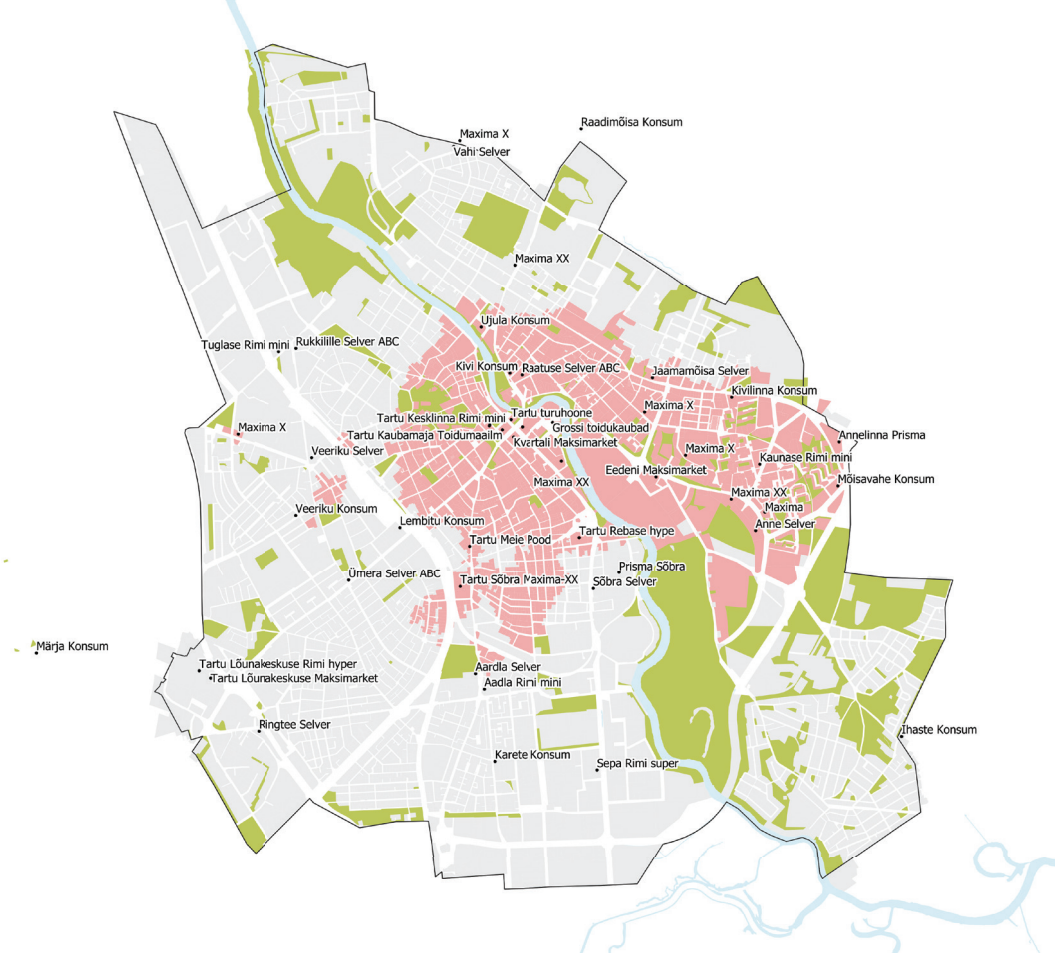 Raadimõisa Konsum
Maxima X
Vahi Selver
Maxima XX
Ujula Konsum
Tuglase Rimi mini
Rukkilille Selver ABC
Kivi Konsum
Raatuse Selver ABC
Jaamamõisa Selver
Kivilinna Konsum
Maxima X
Tartu Kesklinna Rimi mini
Tartu turuhoone
Grossi toidukaubad
Maxima X
Tartu Kaubamaja Toidumaailm
Kvartali Maksimarket
Annelinna Prisma
Veeriku Selver
Maxima X
Kaunase Rimi mini
Eedeni Maksimarket
Mõisavahe Konsum
Maxima XX
Maxima XX
Maxima
Veeriku Konsum
Lembitu Konsum
Anne Selver
Tartu Meie Pood
Tartu Rebase hype
Prisma Sõbra
Ümera Selver ABC
Tartu Sõbra Maxima-XX
Sõbra Selver
Märja Konsum
Tartu Lõunakeskuse Rimi hyper
Tartu Lõunakeskuse Maksimarket
Aardla Selver
Aadla Rimi mini
Ringtee Selver
Ihaste Konsum
Karete Konsum
Sepa Rimi super